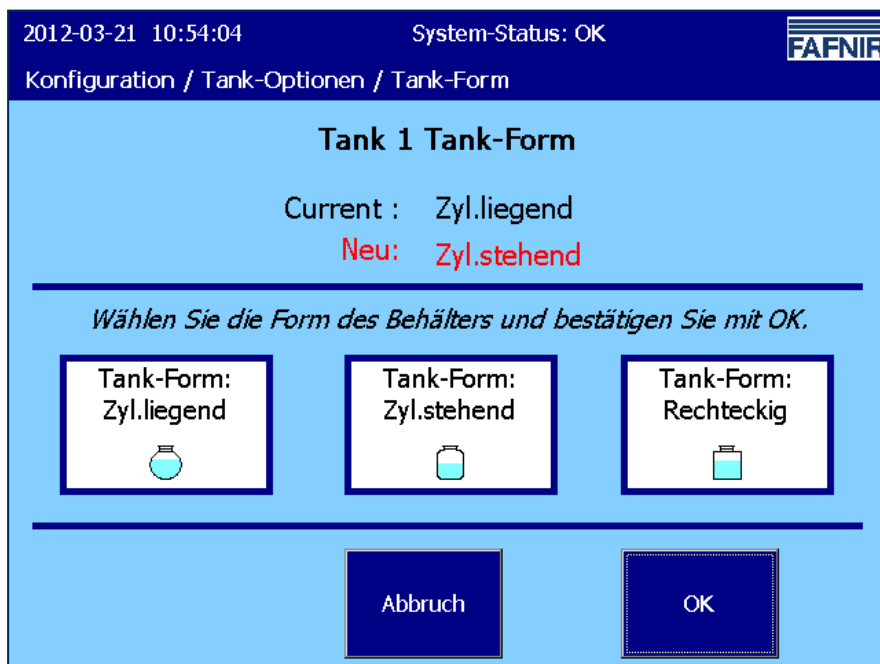 2012-03-21 10:54:04 System-Status: OK
FAFNIR
Konfiguration / Tank-Optionen / Tank-Form
Tank 1 Tank-Form
Current : Zyl.liegend
Neu: Zyl.stehend
Wählen Sie die Form des Behälters und bestätigen Sie mit OK.
Tank-Form:
Zyl.liegend
Tank-Form:
Zyl.stehend
Tank-Form:
Rechteckig
Abbruch
OK